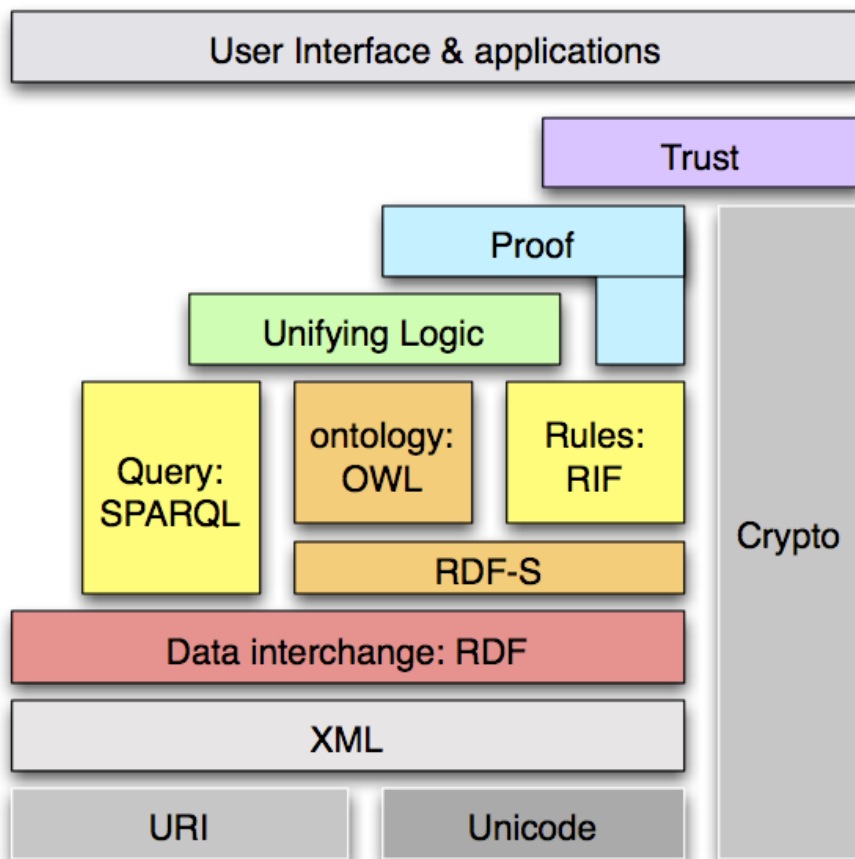 User Interface & applications
Trust
Proof
Unifying Logic
Query:
SPARQL
ontology:
OWL
Rules:
RIF
Crypto
RDF-S
Data interchange: RDF
XML
URI
Unicode